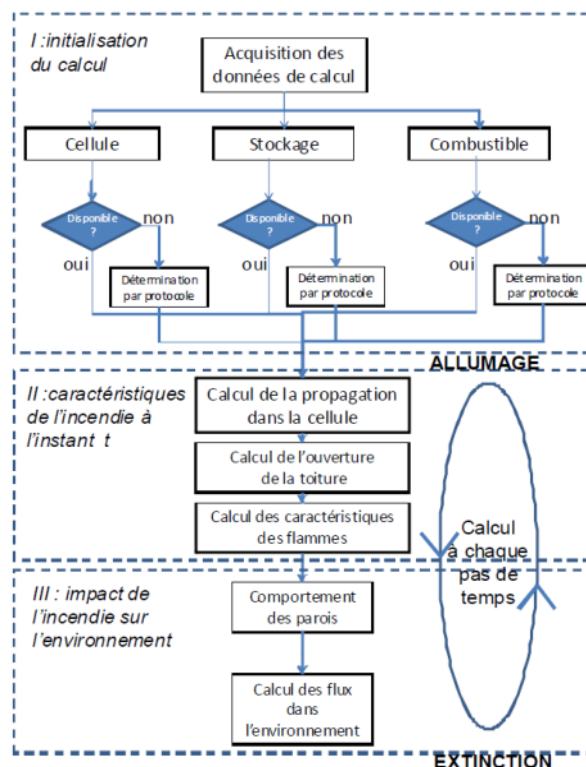 I :initialisation
du calcul
Acquisition des
données de calcul
Cellule
Stockage
Combustible
Disponible
?
non
oui
Détermination
par protocole
Disponible
?
non
oui
Détermination
par protocole
Disponible
?
non
oui
Détermination
par protocole
ALLUMAGE
II :caractéristiques
de l'incendie à
l'instant t
Calcul de la propagation
dans la cellule
Calcul de l'ouverture
de la toiture
Calcul des caractéristiques
des flammes
Calcul
à chaque
pas de
temps
III : impact de
l'incendie sur
l'environnement
Comportement
des parois
Calcul des flux
dans
l'environnement
EXTINCTION